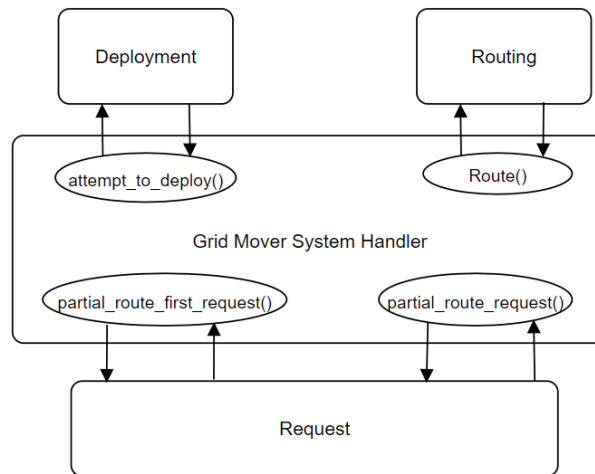 Deployment
Routing
attempt_to_deploy()
Route()
Grid Mover System Handler
partial_route_first_request()
partial_route_request()
Request